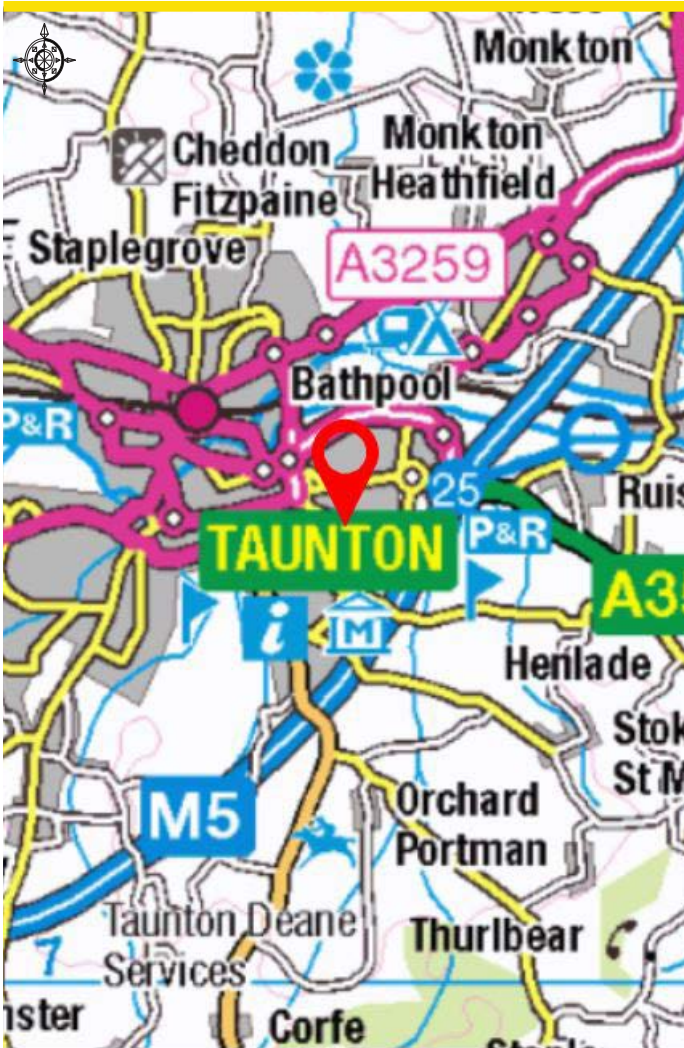 Monkton
Cheddon
Fitzpaine
Monkton
Heathfield
Staplegrove
A3259
Bathpool
P&R
25
Ruis
TAUNTON
P&R
A35
i
M
Henlade
Stok
St M
M5
Orchard
Portman
Taunton Deane
Services
7
Thurlbear
nster
Corfe